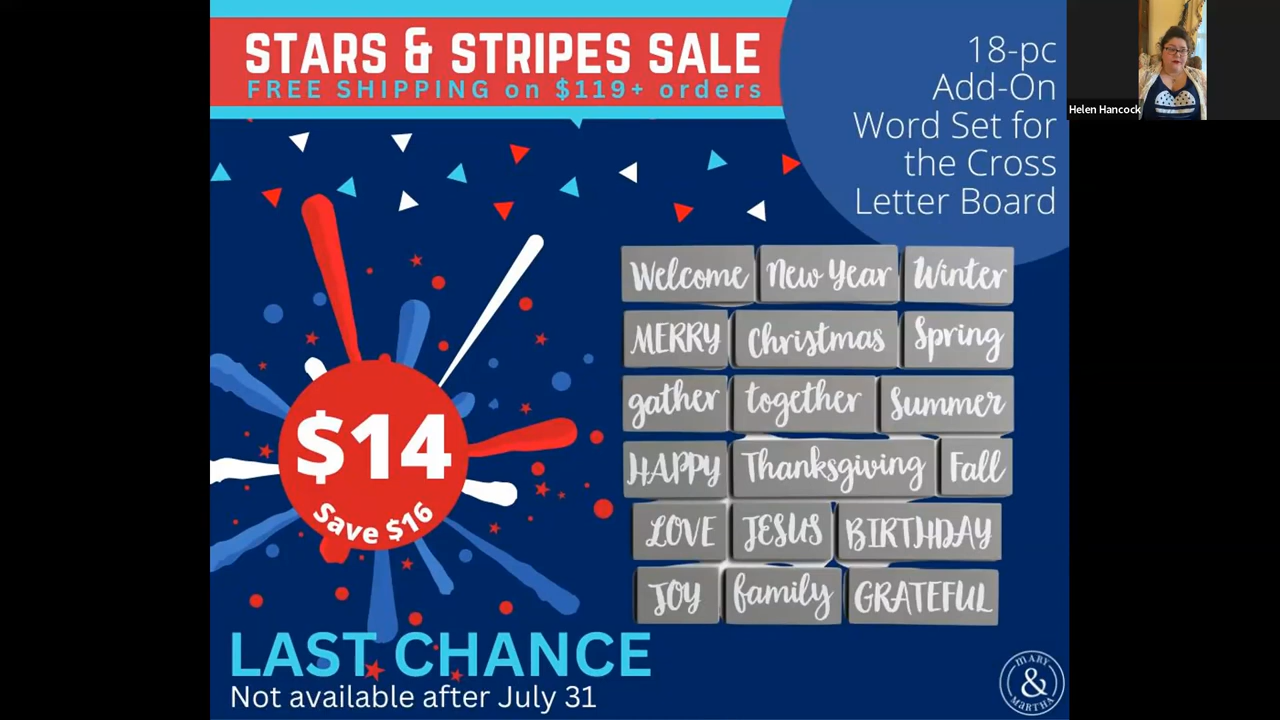 STARS & STRIPES SALE
FREE SHIPPING on $119+ orders
18-pc
Add-On
Word Set for
the Cross
Letter Board
Helen Hancock
Welcome New Year Winter
MERRY Christmas Spring
gather together Summer
HAPPY Thanksgiving Fall
LOVE JESUS BIRTHDAY
JOY family GRATEFUL
$14
Save $16
LAST CHANCE
Not available after July 31
MARY
&
MARTHA